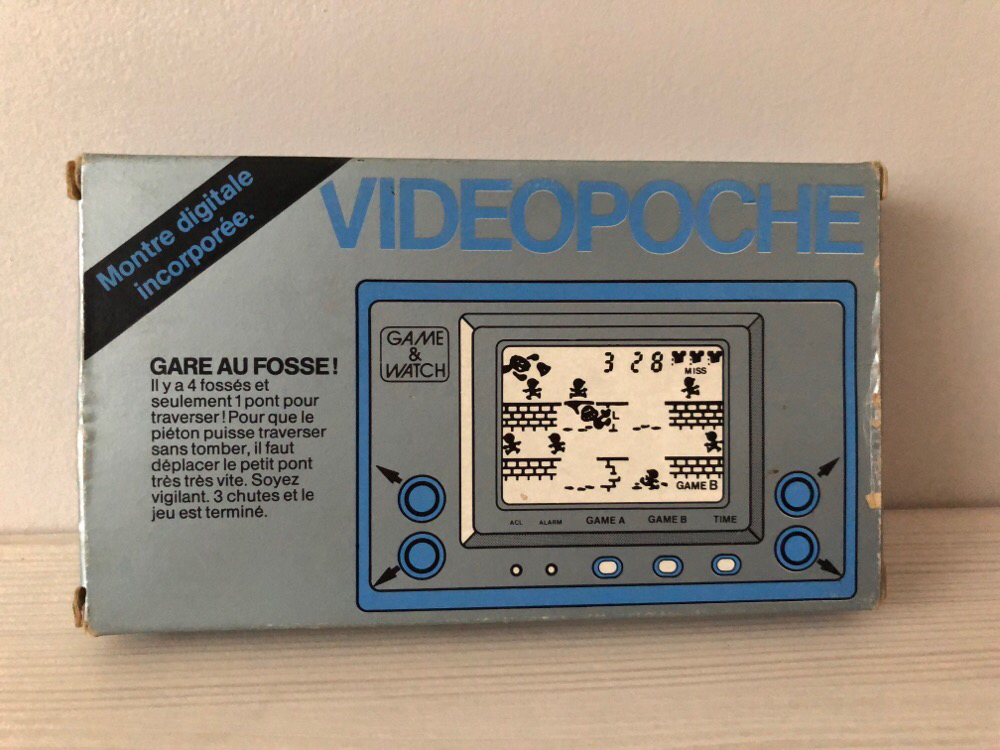 Montre digitale
incorporée.
VIDEOPOCHE
GARE AU FOSSE!
Il y a 4 fossés et
seulement 1 pont pour
traverser! Pour que le
piéton puisse traverser
sans tomber, il faut
déplacer le petit pont
très très vite. Soyez
vigilant. 3 chutes et le
jeu est terminé.
GAME
&
WATCH
3 28
MISS
GAME B
ACL ALARM GAME A GAME B TIME